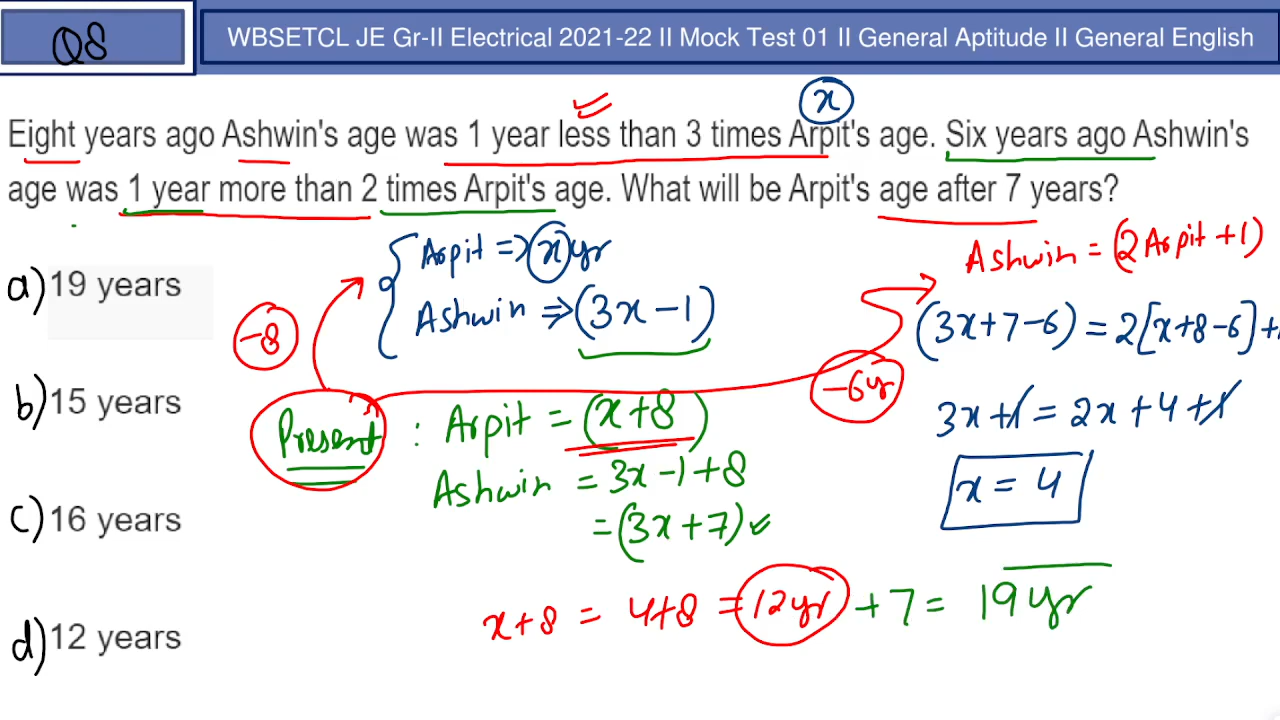 Q8
WBSETCL JE Gr-II Electrical 2021-22 II Mock Test 01 II General Aptitude II General English
x
Eight years ago Ashwin's age was 1 year less than 3 times Arpit's age. Six years ago Ashwin's
age was 1 year more than 2 times Arpit's age. What will be Arpit's age after 7 years?
Arpit => x yr
Ashwin = (2 Arpit + 1)
a) 19 years
Ashwin => (3x - 1)
-8
(3x+7-6) = 2[x+8-6]+
-6yr
b) 15 years
Present : Arpit = (x+8)
3x+1 = 2x+4+1
Ashwin = 3x-1+8
x = 4
c) 16 years
= (3x+7)
x+8 = 4+8 = 12yr + 7 = 19yr
d) 12 years